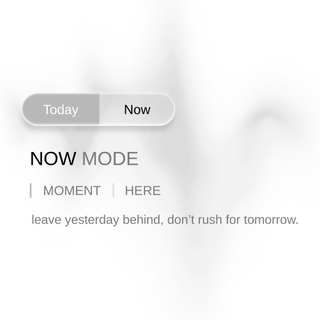 Today Now
NOW MODE
MOMENT HERE
leave yesterday behind, don't rush for tomorrow.